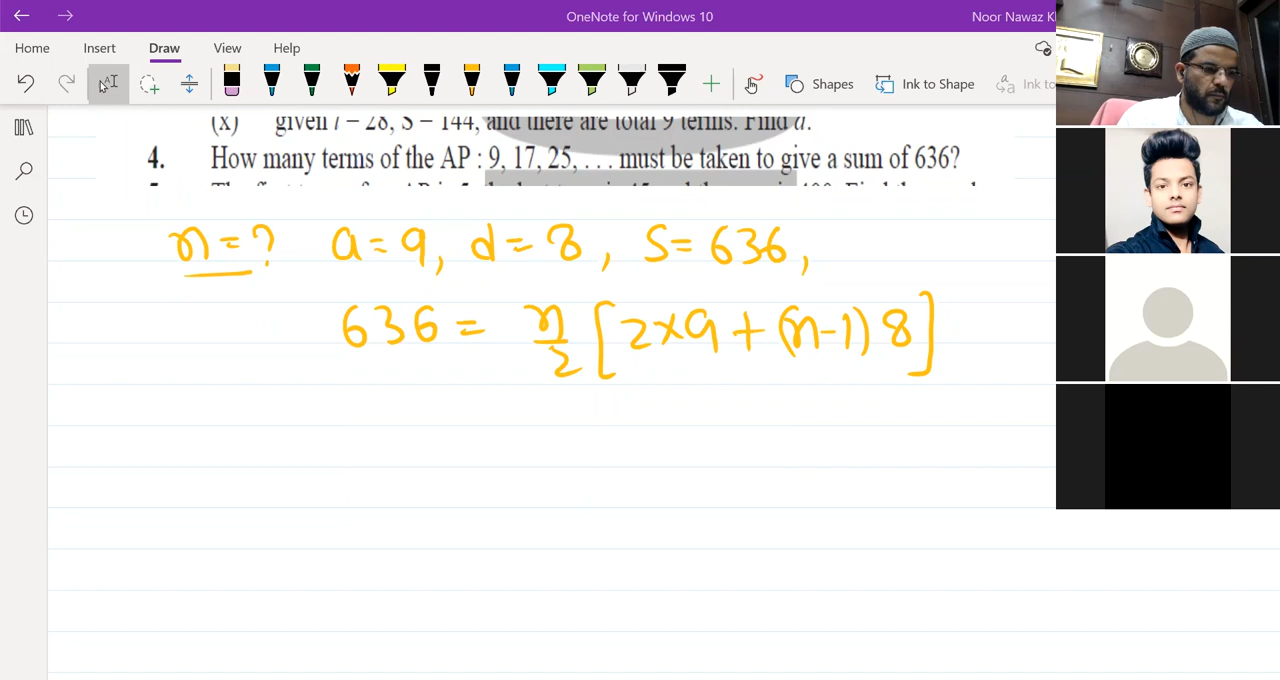 OneNote for Windows 10
Noor Nawaz K
Home Insert Draw View Help
Shapes Ink to Shape Ink to
(x) given l = 28, S = 144, and there are total 9 terms. Find a.
4. How many terms of the AP : 9, 17, 25, . . . must be taken to give a sum of 636?
n = ? a = 9, d = 8, S = 636,
636 = n/2 [2×9 + (n-1) 8]